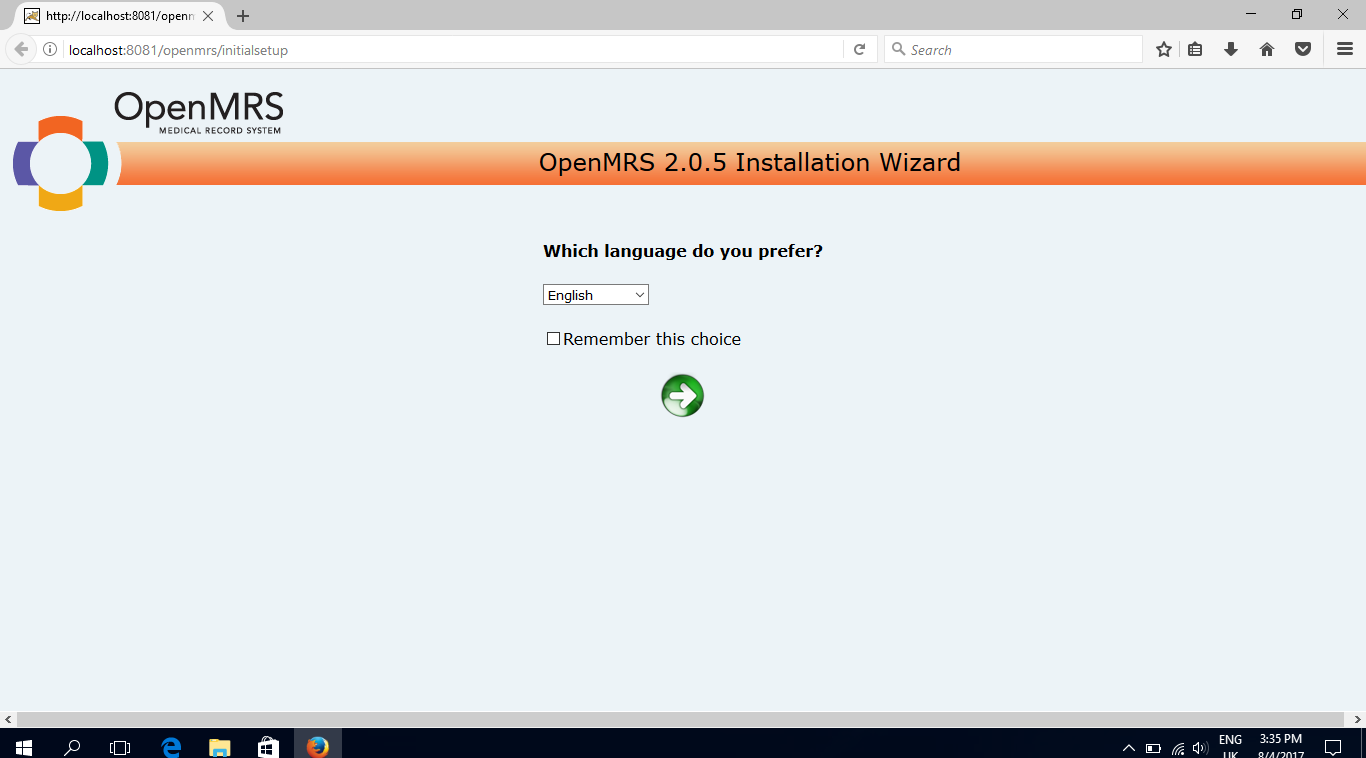 http://localhost:8081/openn
localhost:8081/openmrs/initialsetup
Search
OpenMRS
MEDICAL RECORD SYSTEM
OpenMRS 2.0.5 Installation Wizard
Which language do you prefer?
English
Remember this choice
ENG
UK
3:35 PM
8/4/2017